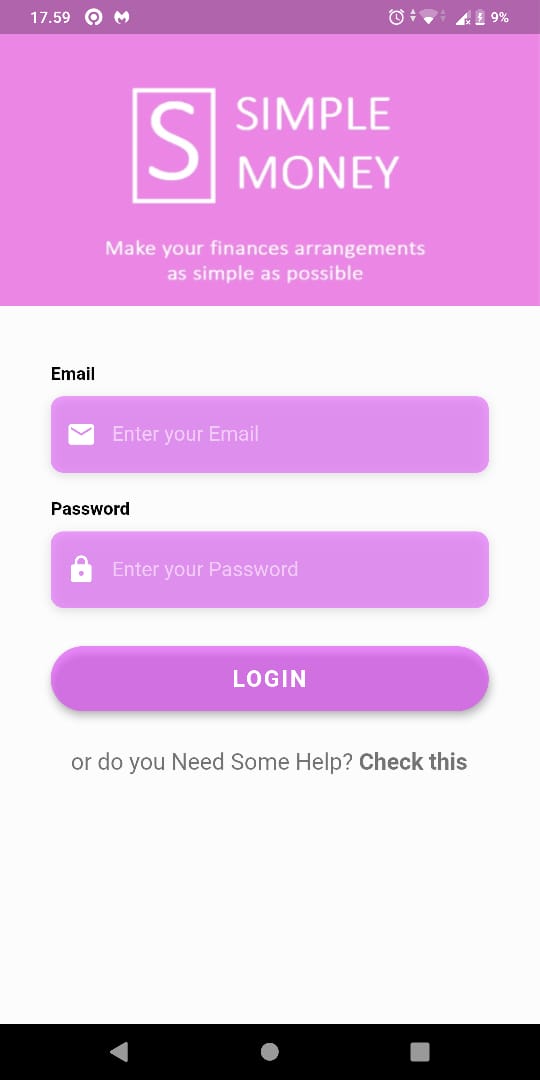 17.59 9%
S SIMPLE
MONEY
Make your finances arrangements
as simple as possible
Email
Enter your Email
Password
Enter your Password
LOGIN
or do you Need Some Help? Check this